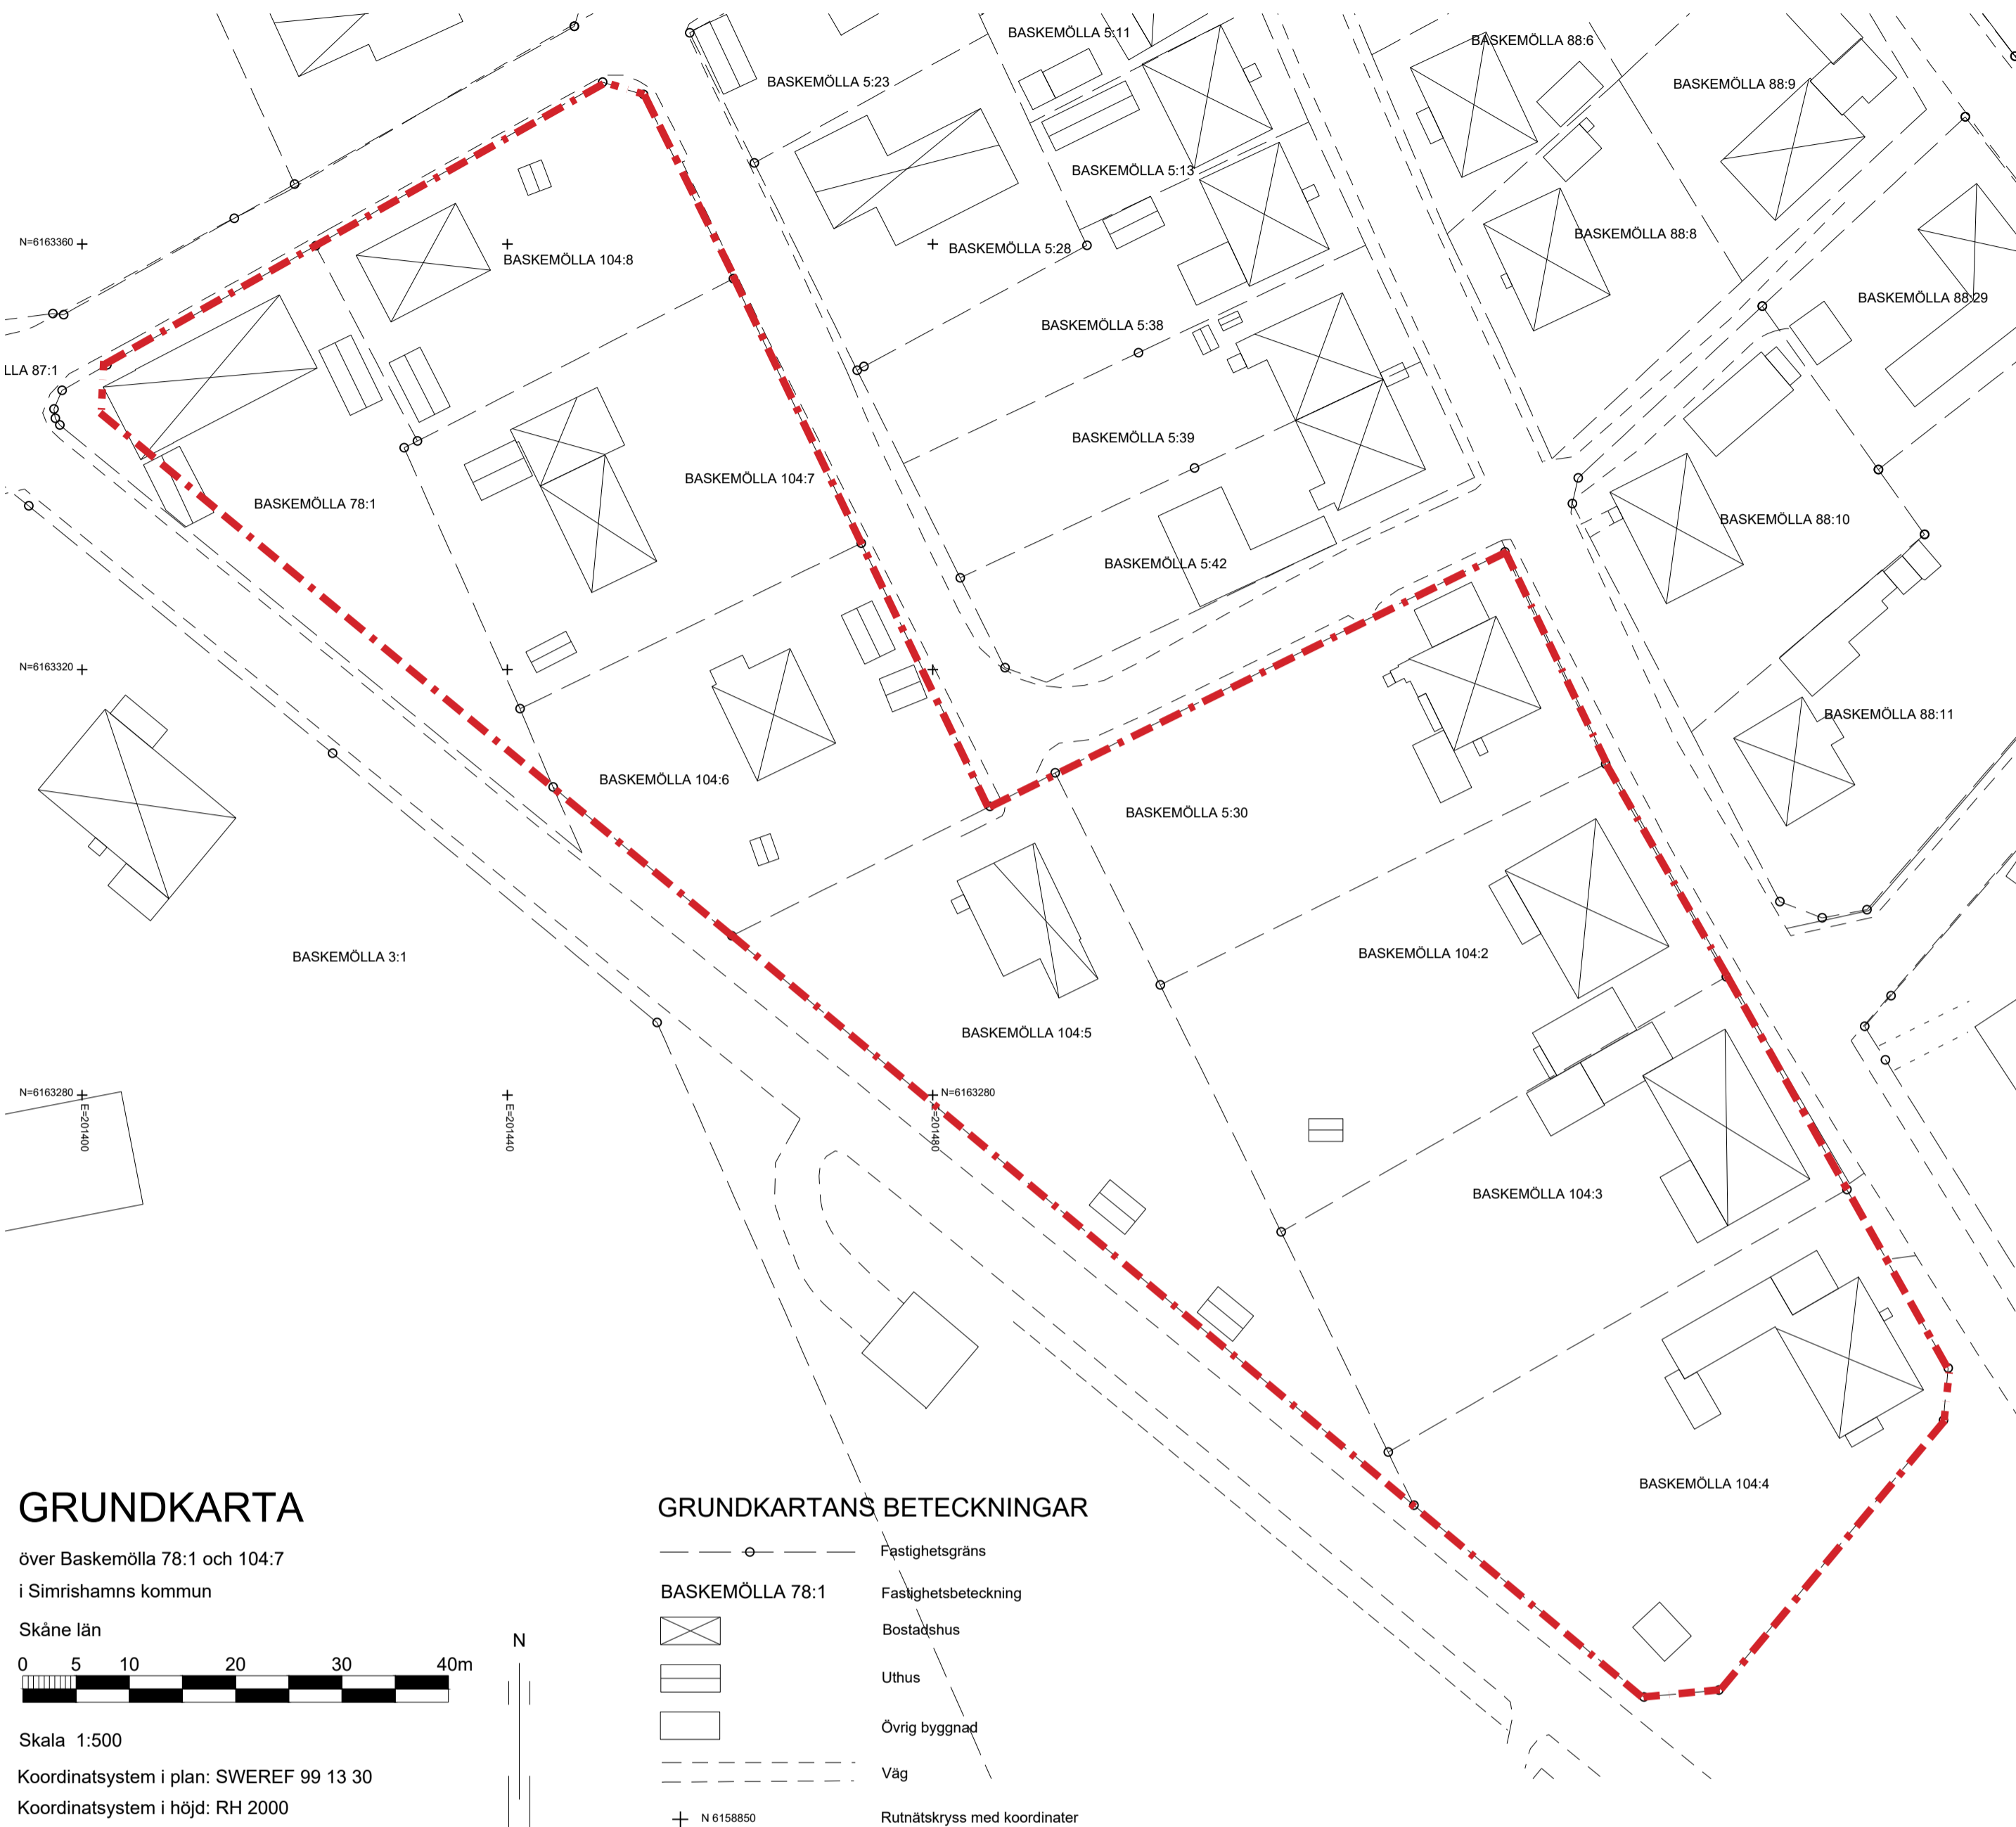 BASKEMÖLLA 5:11
BASKEMÖLLA 88:6
BASKEMÖLLA 5:23
BASKEMÖLLA 88:9
BASKEMÖLLA 5:13
BASKEMÖLLA 88:8
N=6163360
BASKEMÖLLA 104:8
BASKEMÖLLA 5:28
BASKEMÖLLA 88:29
BASKEMÖLLA 5:38
LLA 87:1
BASKEMÖLLA 5:39
BASKEMÖLLA 104:7
BASKEMÖLLA 78:1
BASKEMÖLLA 88:10
BASKEMÖLLA 5:42
N=6163320
BASKEMÖLLA 88:11
BASKEMÖLLA 104:6
BASKEMÖLLA 5:30
BASKEMÖLLA 3:1
BASKEMÖLLA 104:2
BASKEMÖLLA 104:5
N=6163280
N=6163280
E=201400
E=201440
E=201480
BASKEMÖLLA 104:3
BASKEMÖLLA 104:4
GRUNDKARTA
över Baskemölla 78:1 och 104:7
i Simrishamns kommun
Skåne län
0 5 10 20 30 40m
Skala 1:500
Koordinatsystem i plan: SWEREF 99 13 30
Koordinatsystem i höjd: RH 2000
N
GRUNDKARTANS BETECKNINGAR
Fastighetsgräns
BASKEMÖLLA 78:1 Fastighetsbeteckning
Bostadshus
Uthus
Övrig byggnad
Väg
N 6158850 Rutnätskryss med koordinater